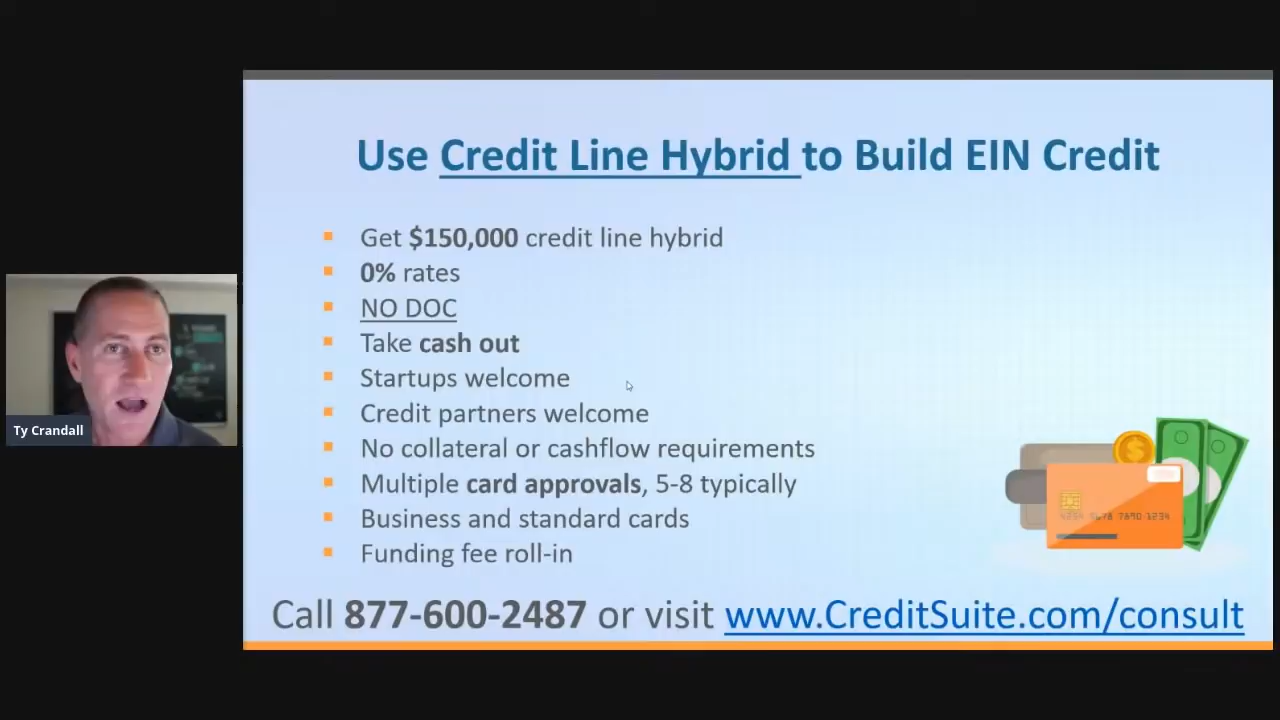 Use Credit Line Hybrid to Build EIN Credit
Get $150,000 credit line hybrid
0% rates
NO DOC
Take cash out
Startups welcome
Credit partners welcome
No collateral or cashflow requirements
Multiple card approvals, 5-8 typically
Business and standard cards
Funding fee roll-in
Call 877-600-2487 or visit www.CreditSuite.com/consult
Ty Crandall